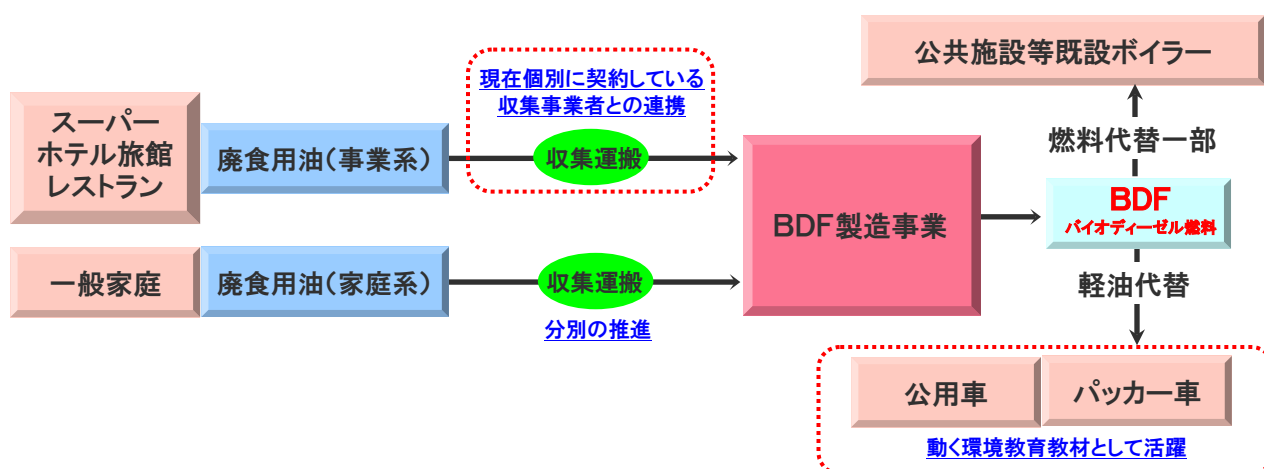 スーパー
ホテル旅館
レストラン
廃食用油(事業系)
現在個別に契約している
収集事業者との連携
収集運搬
一般家庭
廃食用油(家庭系)
収集運搬
分別の推進
BDF製造事業
公共施設等既設ボイラー
燃料代替一部
BDF
バイオディーゼル燃料
軽油代替
公用車
パッカー車
動く環境教育教材として活躍